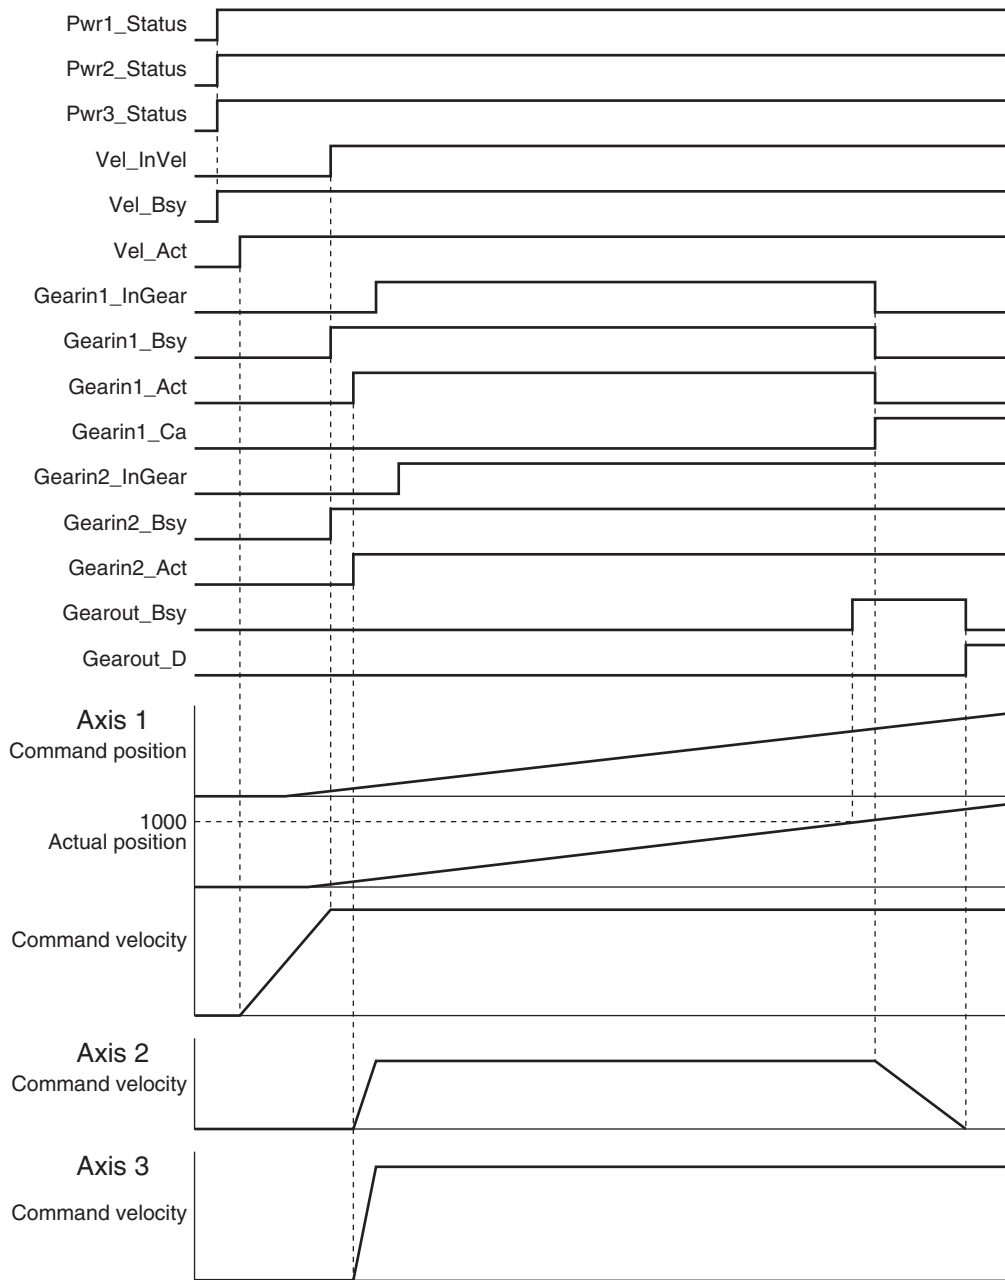 Pwr1_Status
Pwr2_Status
Pwr3_Status
Vel_InVel
Vel_Bsy
Vel_Act
Gearin1_InGear
Gearin1_Bsy
Gearin1_Act
Gearin1_Ca
Gearin2_InGear
Gearin2_Bsy
Gearin2_Act
Gearout_Bsy
Gearout_D
Axis 1
Command position
1000
Actual position
Command velocity
Axis 2
Command velocity
Axis 3
Command velocity